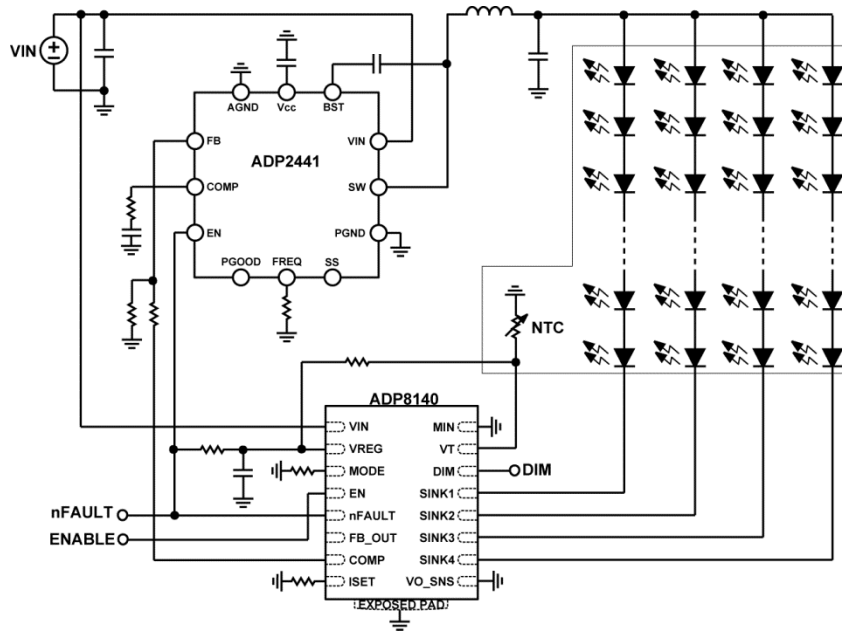 VIN
AGND
Vcc
BST
FB
VIN
ADP2441
COMP
SW
EN
PGND
PGOOD
FREQ
SS
NTC
ADP8140
VIN
MIN
VREG
VT
MODE
DIM
DIM
EN
SINK1
nFAULT
nFAULT
SINK2
ENABLE
FB_OUT
SINK3
COMP
SINK4
ISET
VO_SNS
EXPOSED PAD